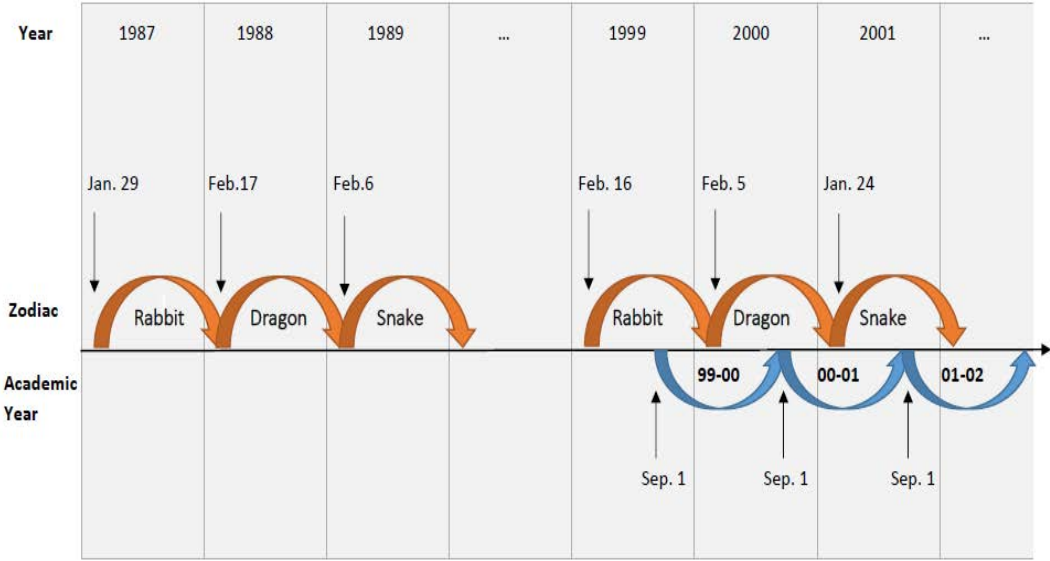 Year 1987 1988 1989 ... 1999 2000 2001 ...
Jan. 29 Feb.17 Feb.6 Feb. 16 Feb. 5 Jan. 24
Zodiac Rabbit Dragon Snake Rabbit Dragon Snake
Academic 99-00 00-01 01-02
Year
Sep. 1 Sep. 1 Sep. 1